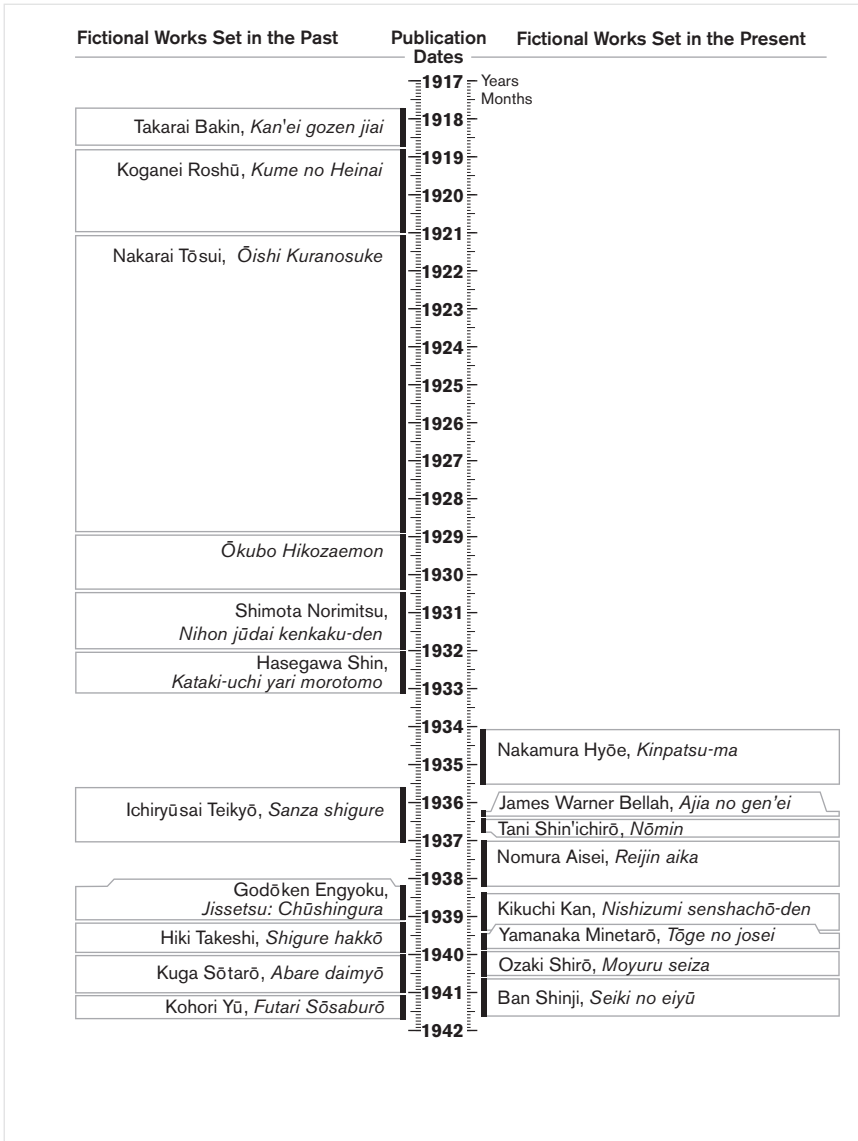 Fictional Works Set in the Past
Publication Dates
Fictional Works Set in the Present
Years
Months
1917
1918
1919
1920
1921
1922
1923
1924
1925
1926
1927
1928
1929
1930
1931
1932
1933
1934
1935
1936
1937
1938
1939
1940
1941
1942
Takarai Bakin, Kan'ei gozen jiai
Koganei Roshū, Kume no Heinai
Nakarai Tōsui, Ōishi Kuranosuke
Ōkubo Hikozaemon
Shimota Norimitsu,
Nihon jūdai kenkaku-den
Hasegawa Shin,
Kataki-uchi yari morotomo
Ichiryūsai Teikyō, Sanza shigure
Godōken Engyoku,
Jissetsu: Chūshingura
Hiki Takeshi, Shigure hakkō
Kuga Sōtarō, Abare daimyō
Kohori Yū, Futari Sōsaburō
Nakamura Hyōe, Kinpatsu-ma
James Warner Bellah, Ajia no gen'ei
Tani Shin'ichirō, Nōmin
Nomura Aisei, Reijin aika
Kikuchi Kan, Nishizumi senshachō-den
Yamanaka Minetarō, Tōge no josei
Ozaki Shirō, Moyuru seiza
Ban Shinji, Seiki no eiyū